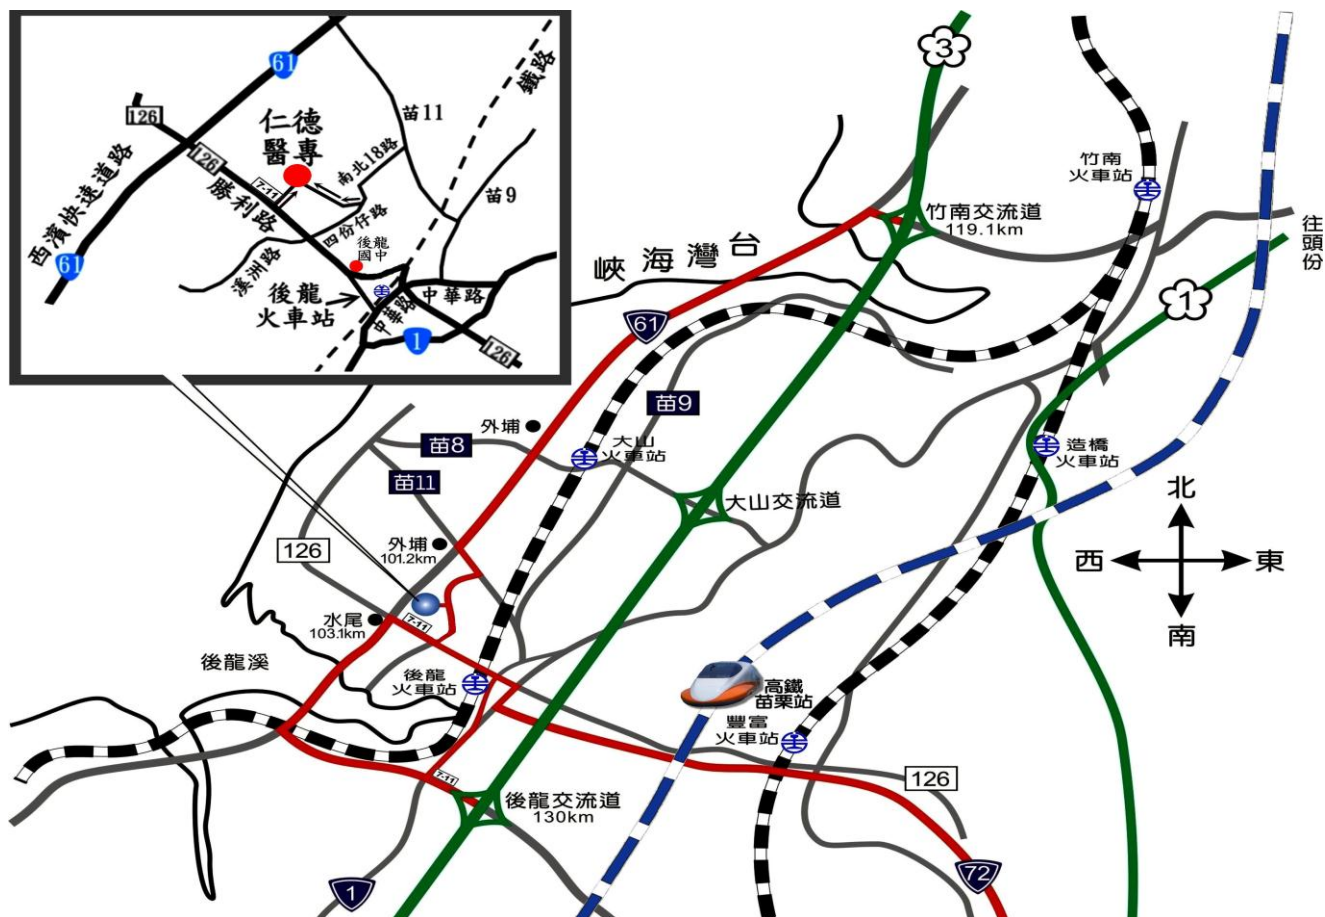 61
鐵路
苗11
126
仁德
醫專
126
南北18路
7-11
苗9
勝利路
西濱快速道路
四份仔路
後龍
國中
61
溪洲路
後龍
火車站
中華路
中華路
1
126
3
竹南
火車站
竹南交流道
119.1km
往頭份
台灣海峽
1
61
苗9
外埔
苗8
大山
火車站
造橋
火車站
苗11
大山交流道
北
西
東
南
外埔
101.2km
126
水尾
103.1km
7-11
後龍溪
後龍
火車站
高鐵
苗栗站
豐富
火車站
7-11
126
後龍交流道
130km
72
1